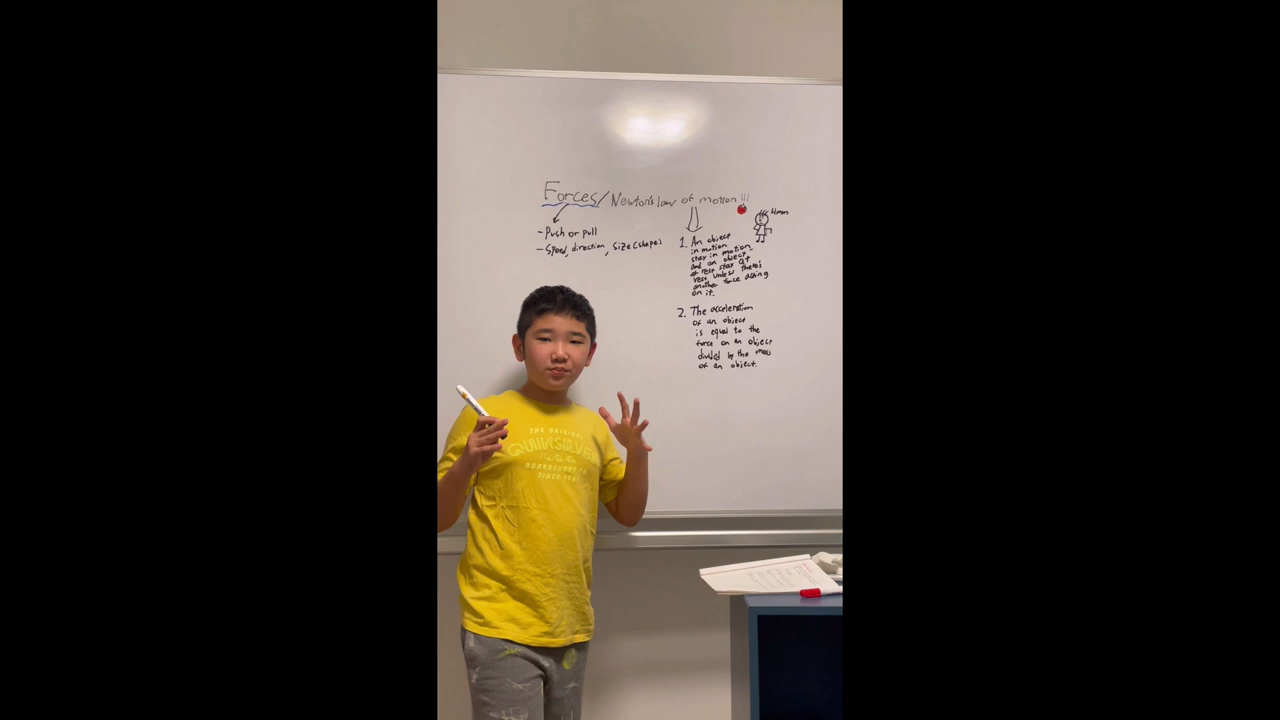 Forces/ Newton's law of motion!!!
Hmm
- Push or pull
- Speed, direction, size (shape)
1. An object
in motion
stay in motion,
and an object
at rest stay at
rest unless there's
another force acting
on it.
2. The acceleration
of an object
is equal to the
force on an object
divided by the mass
of an object.
THE ORIGINAL
QUIKSILVER
BOARDSHORT CO
SINCE 1969